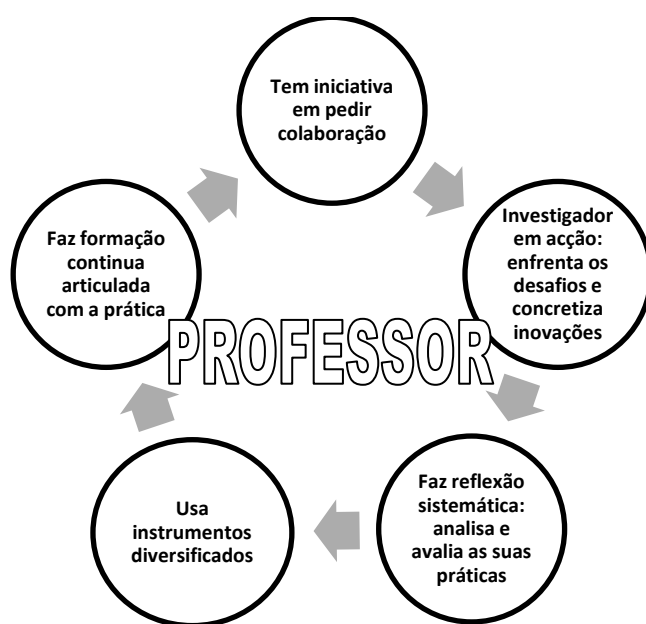 Tem iniciativa
em pedir
colaboração
Investigador
em acção:
enfrenta os
desafios e
concretiza
inovações
Faz reflexão
sistemática:
analisa e
avalia as suas
práticas
Usa
instrumentos
diversificados
Faz formação
continua
articulada
com a prática
PROFESSOR